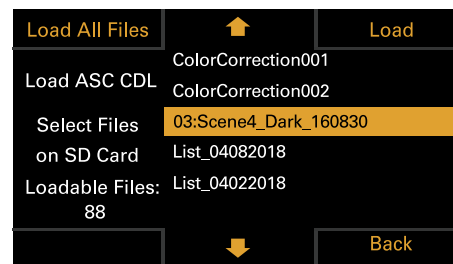 Load All Files
Load
Load ASC CDL
Select Files
on SD Card
Loadable Files:
88
ColorCorrection001
ColorCorrection002
03:Scene4_Dark_160830
List_04082018
List_04022018
Back